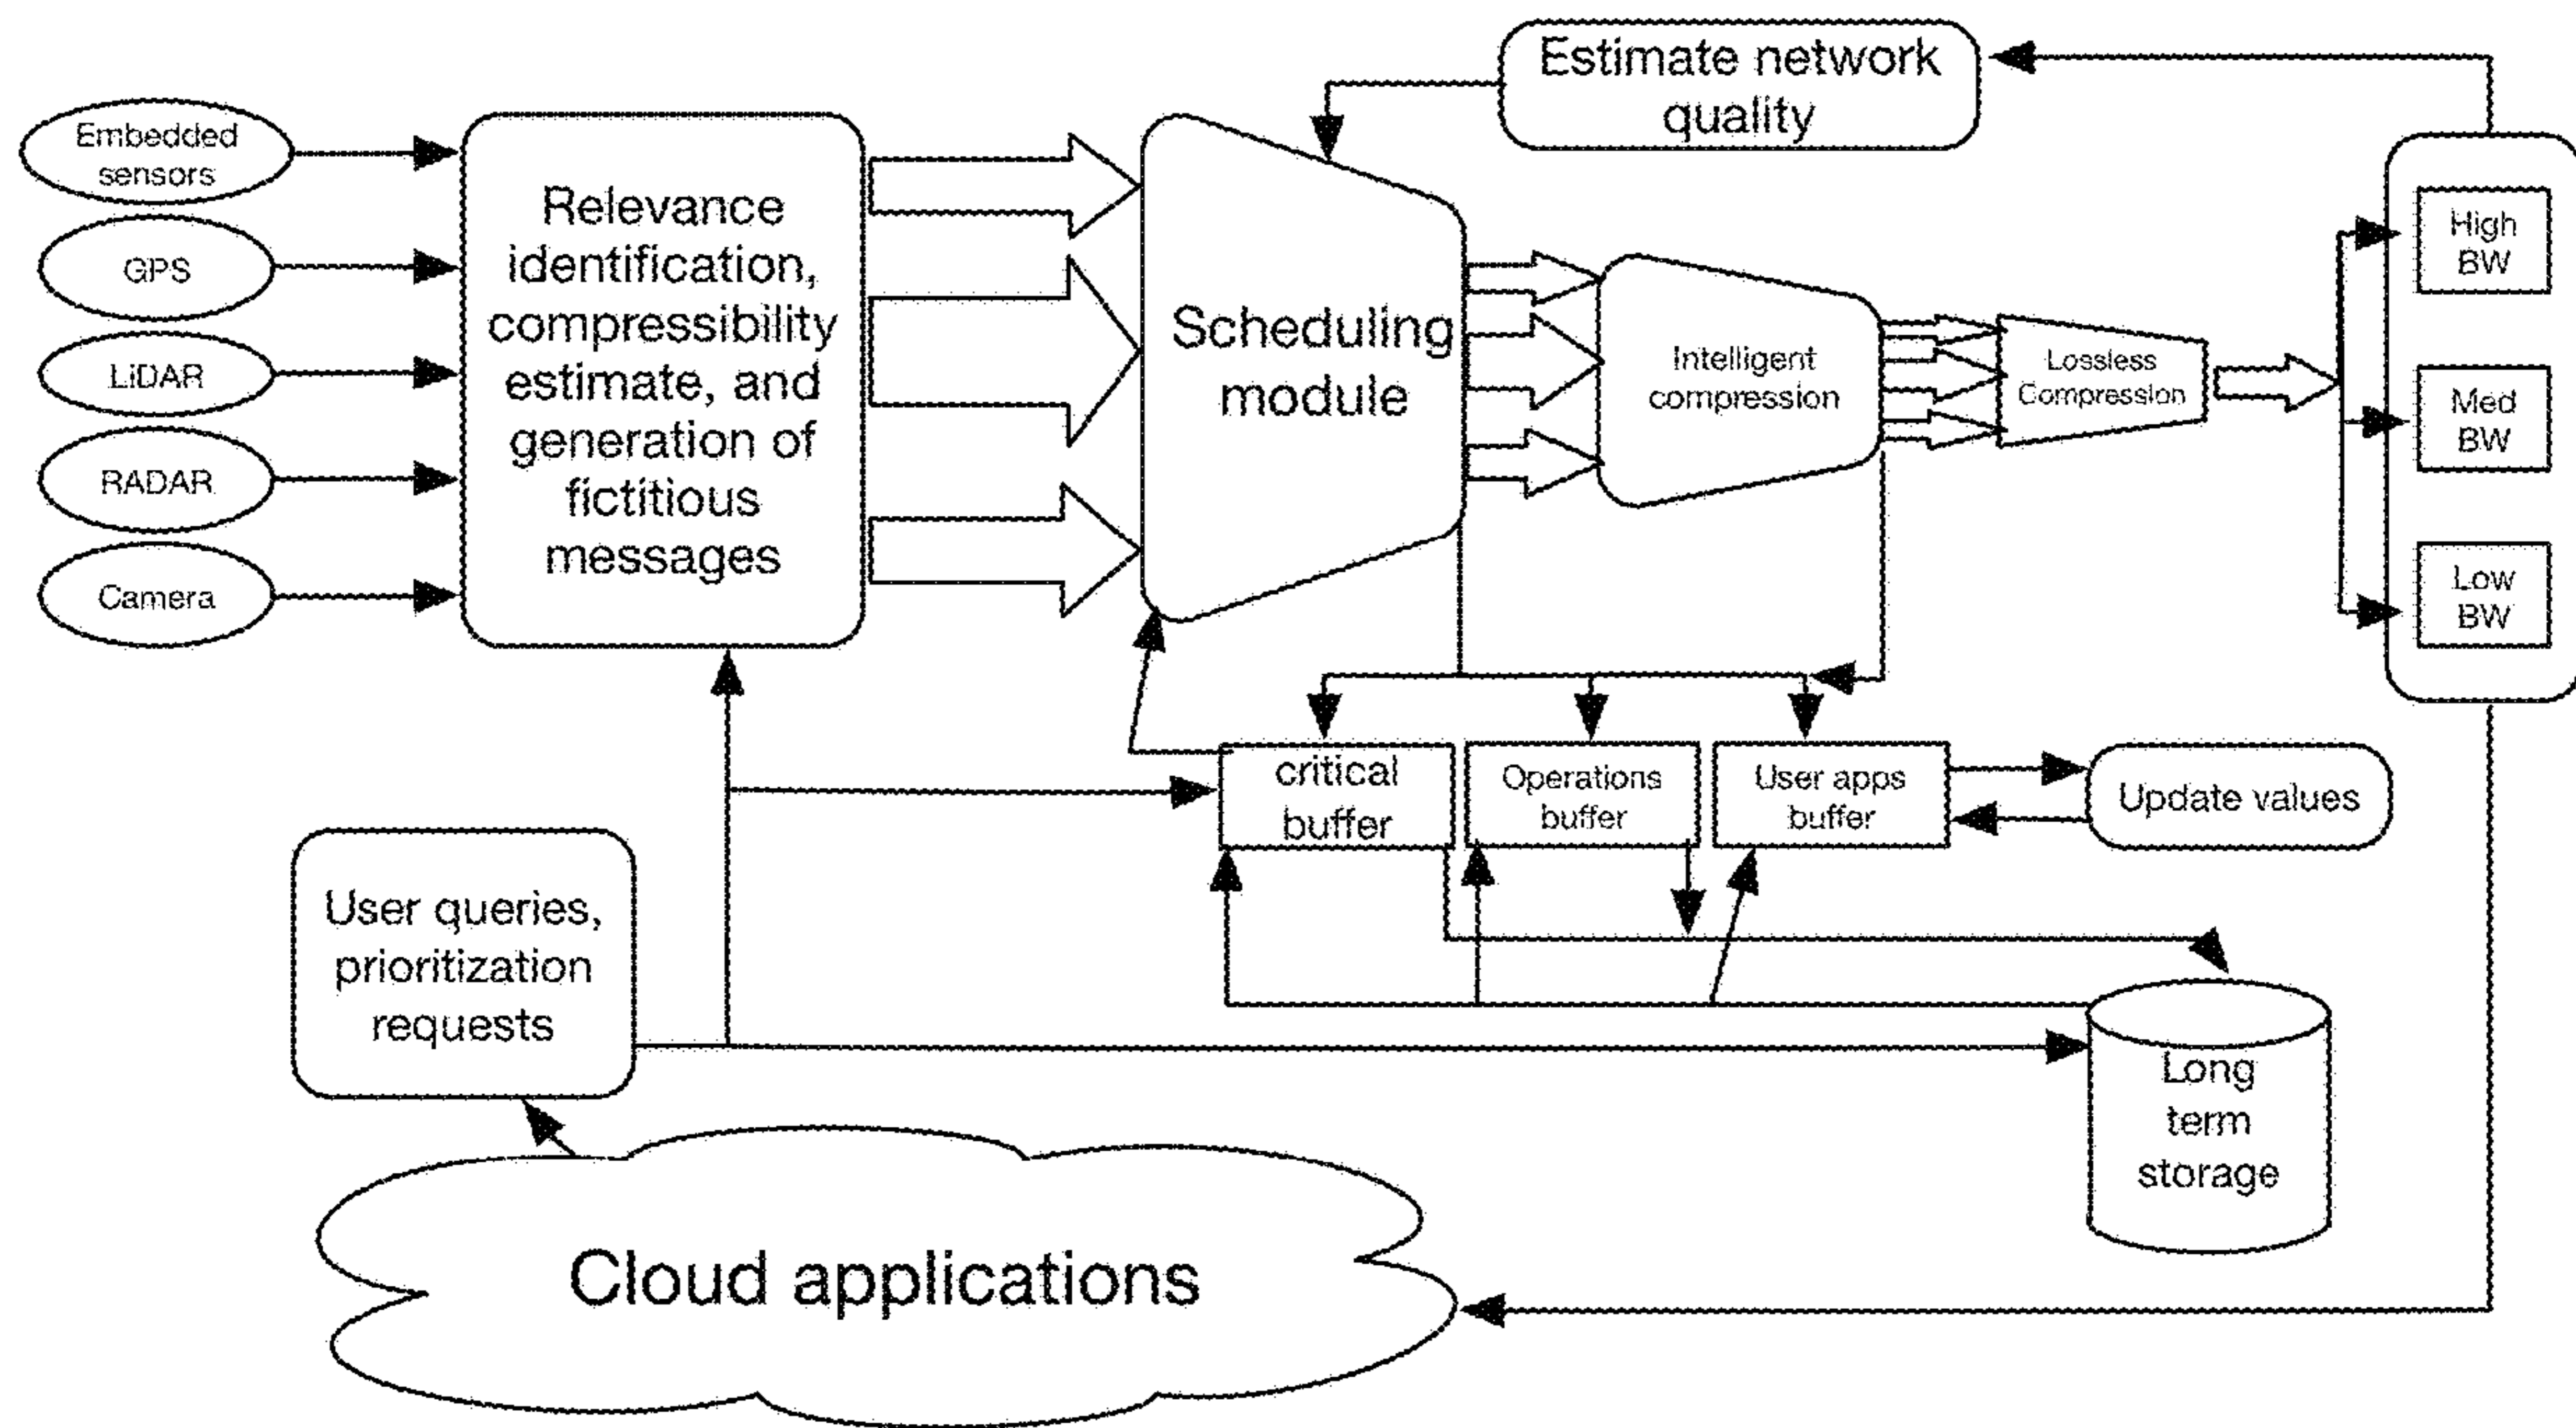 Estimate network
quality
Embedded
sensors
GPS
LiDAR
RADAR
Camera
Relevance
identification,
compressibility
estimate, and
generation of
fictitious
messages
Scheduling
module
Intelligent
compression
Lossless
Compression
High
BW
Med
BW
Low
BW
critical
buffer
Operations
buffer
User apps
buffer
Update values
User queries,
prioritization
requests
Long
term
storage
Cloud applications